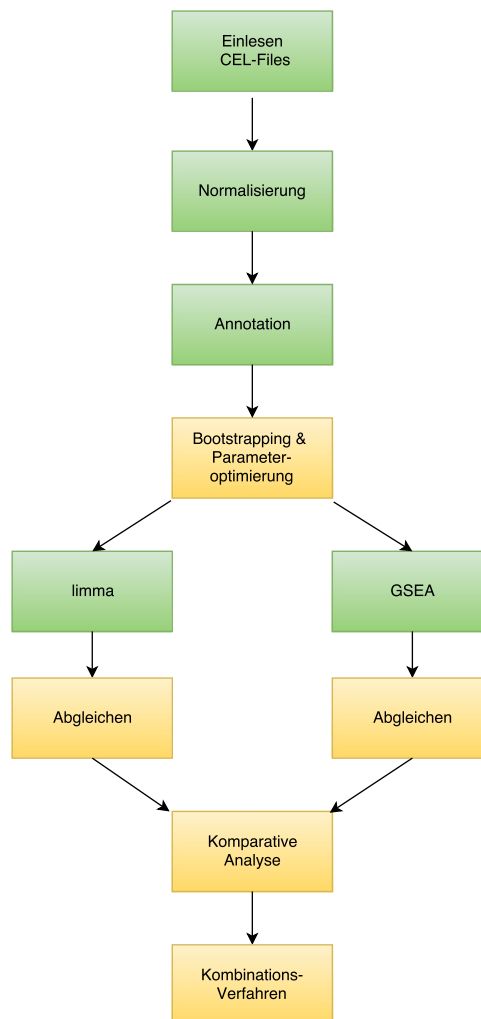 Einlesen
CEL-Files
Normalisierung
Annotation
Bootstrapping &
Parameter-
optimierung
limma
GSEA
Abgleichen
Abgleichen
Komparative
Analyse
Kombinations-
Verfahren